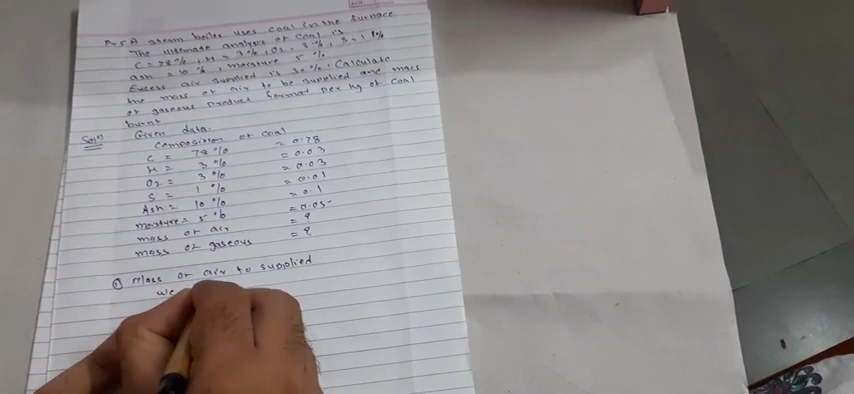 P-5 A steam boiler uses coal in the furnace.
The ultimate analysis of coal is
C = 78%, H = 3%, O2 = 3%, S = 1%
ash = 10%, moisture 5%
Excess air supplied is 30%. Calculate
the mass of air to be supplied and mass
of gaseous product formed per kg of coal
burnt
Soln Given data.
composition of coal
C = 78% = 0.78
H = 3% = 0.03
O2 = 3% = 0.03
S = 1% = 0.01
Ash = 10% = 0.1
moisture = 5% = 0.05
mass of air = ?
mass of gaseous = ?
① Mass of air to supplied
we